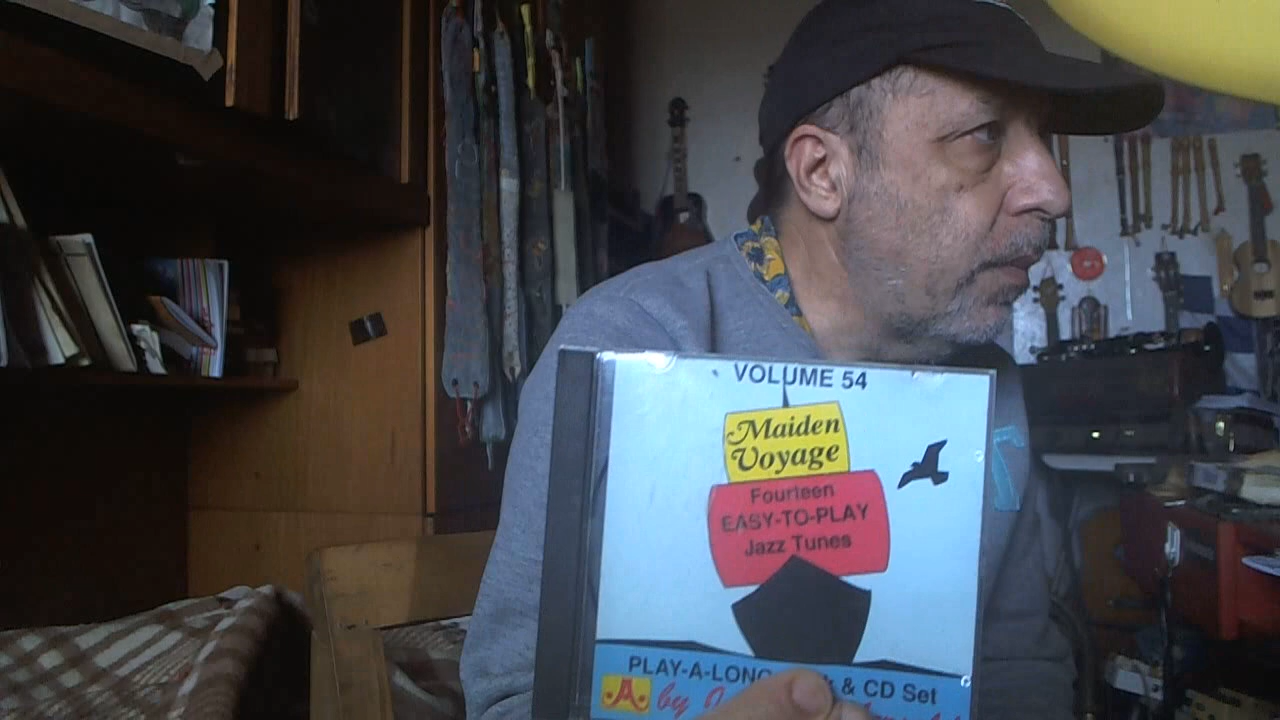 VOLUME 54
Maiden
Voyage
Fourteen
EASY-TO-PLAY
Jazz Tunes
PLAY-A-LONG & CD Set
A
by